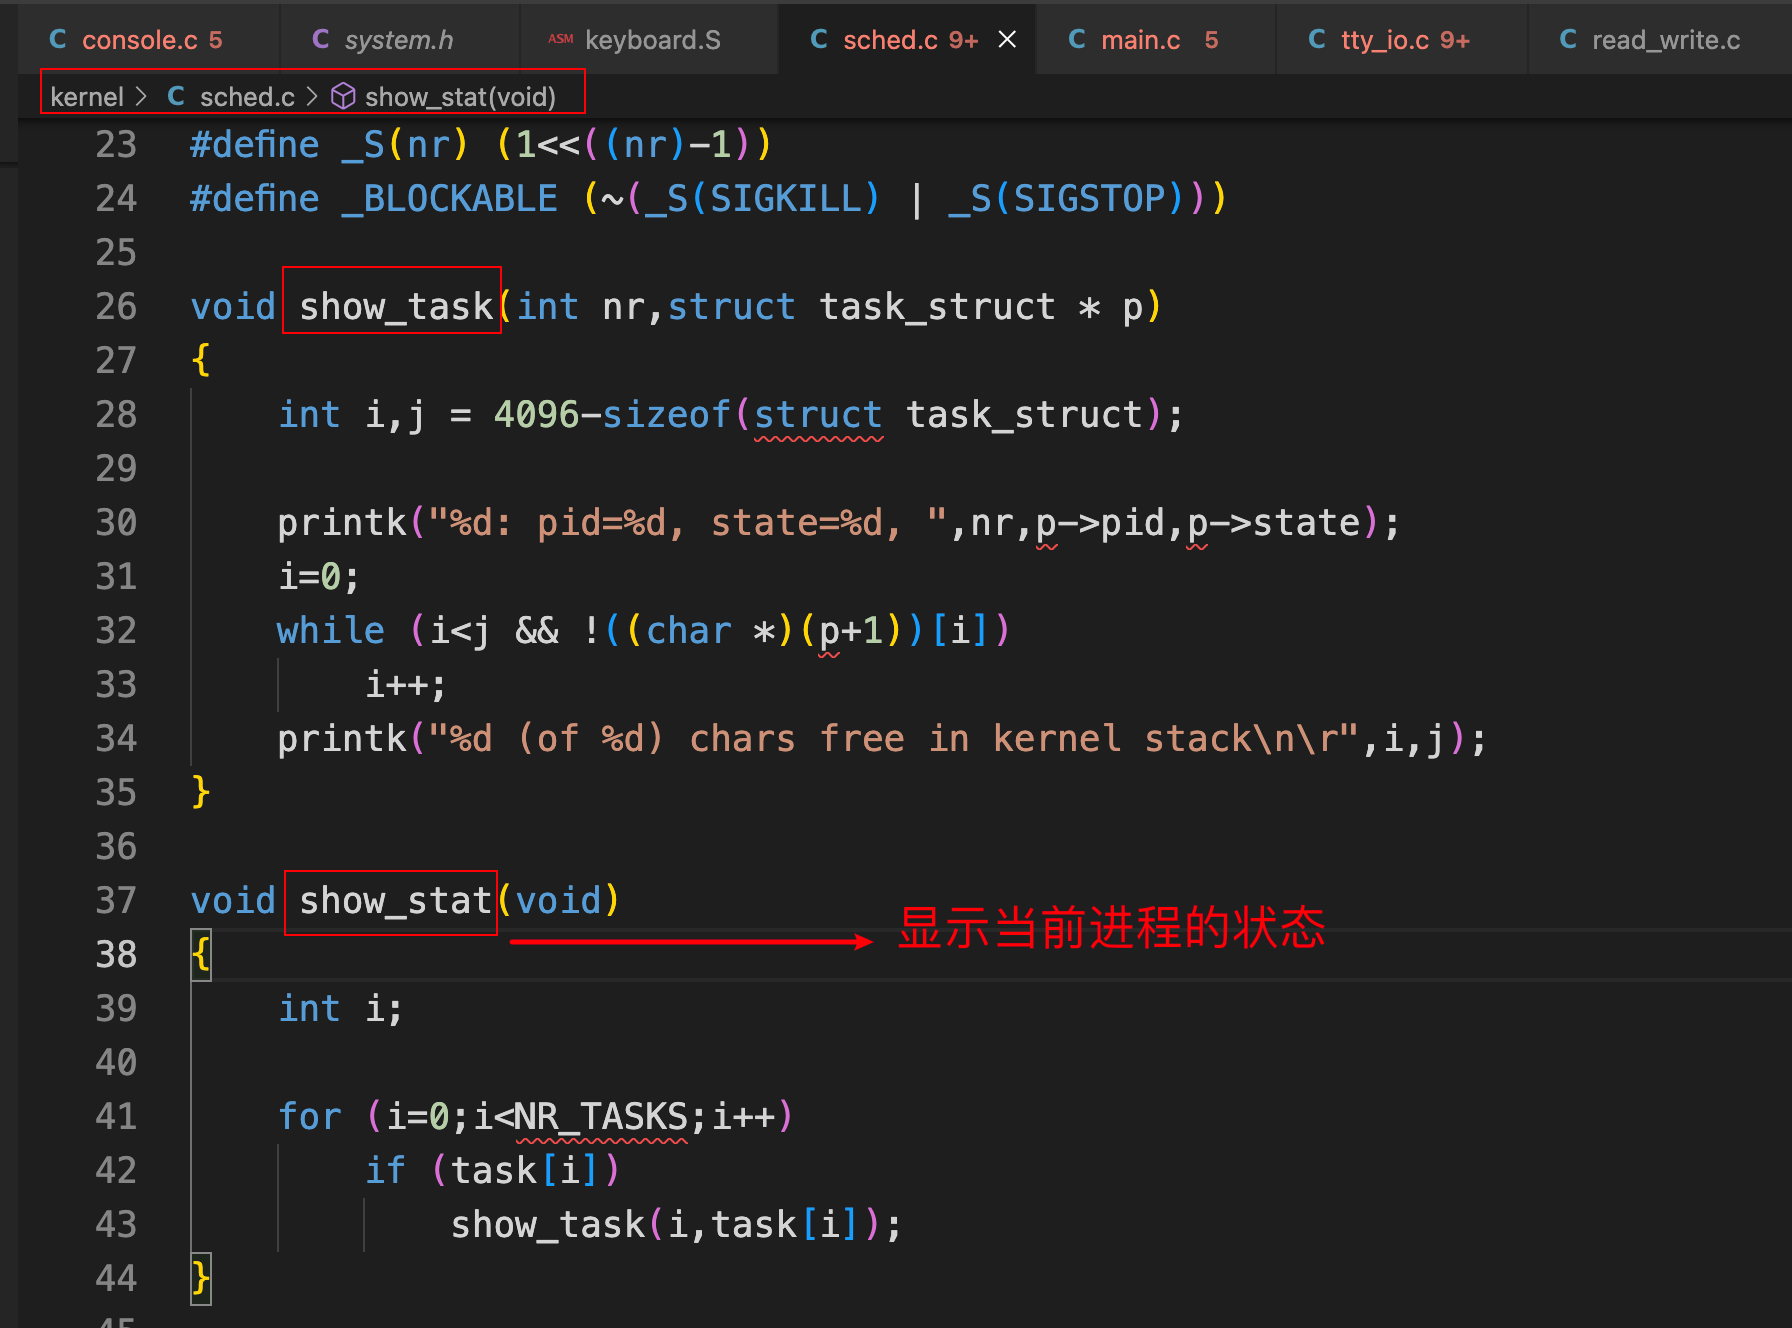 console.c 5 system.h ASM keyboard.S sched.c 9+ main.c 5 tty_io.c 9+ read_write.c
kernel > C sched.c > show_stat(void)
23 #define _S(nr) (1<<((nr)-1))
24 #define _BLOCKABLE (~(_S(SIGKILL) | _S(SIGSTOP)))
25
26 void show_task(int nr,struct task_struct * p)
27 {
28 int i,j = 4096-sizeof(struct task_struct);
29
30 printk("%d: pid=%d, state=%d, ",nr,p->pid,p->state);
31 i=0;
32 while (i<j && !((char *)(p+1))[i])
33 i++;
34 printk("%d (of %d) chars free in kernel stack\n\r",i,j);
35 }
36
37 void show_stat(void)
显示当前进程的状态
38 {
39 int i;
40
41 for (i=0;i<NR_TASKS;i++)
42 if (task[i])
43 show_task(i,task[i]);
44 }
45